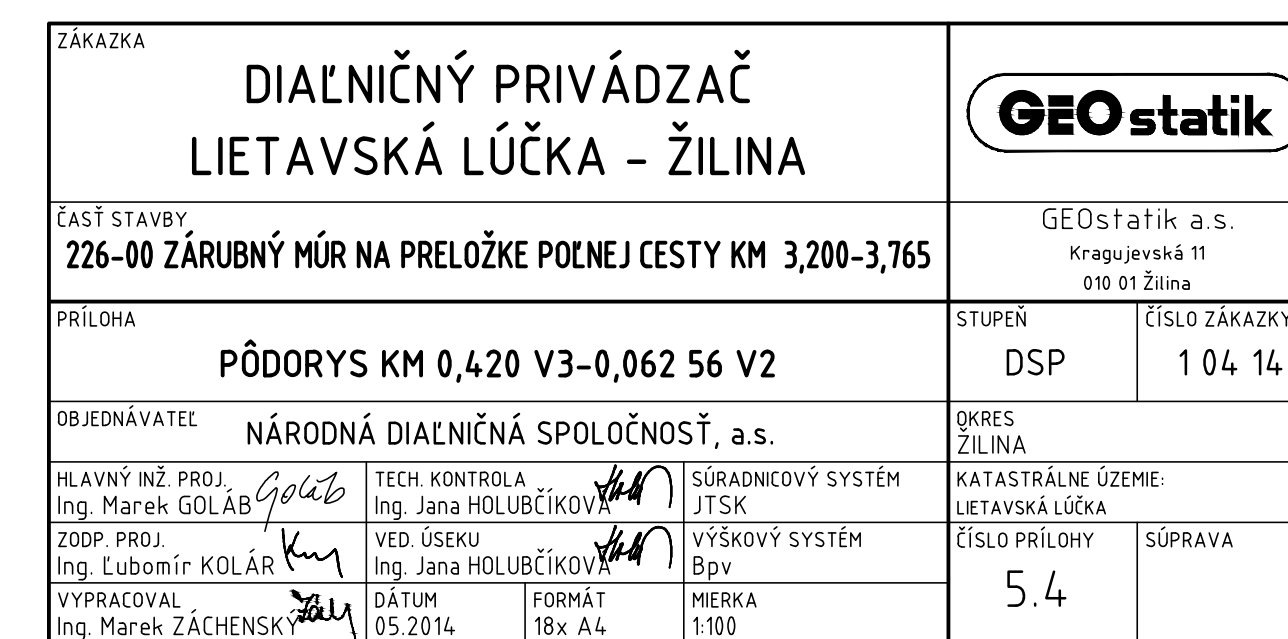 ZÁKAZKA
DIAĽNIČNÝ PRIVÁDZAČ
LIETAVSKÁ LÚČKA - ŽILINA
GEOstatik
ČASŤ STAVBY
226-00 ZÁRUBNÝ MÚR NA PRELOŽKE POĽNEJ CESTY KM 3,200-3,765
GEOstatik a.s.
Kragujevská 11
010 01 Žilina
PRÍLOHA
PÔDORYS KM 0,420 V3-0,062 56 V2
STUPEŇ
DSP
ČÍSLO ZÁKAZKY
1 04 14
OBJEDNÁVATEĽ
NÁRODNÁ DIAĽNIČNÁ SPOLOČNOSŤ, a.s.
OKRES
ŽILINA
HLAVNÝ INŽ. PROJ.
Ing. Marek GOLÁB
Goláb
TECH. KONTROLA
Ing. Jana HOLUBČÍKOVÁ
SÚRADNICOVÝ SYSTÉM
JTSK
KATASTRÁLNE ÚZEMIE:
LIETAVSKÁ LÚČKA
ZODP. PROJ.
Ing. Ľubomír KOLÁR
VED. ÚSEKU
Ing. Jana HOLUBČÍKOVÁ
VÝŠKOVÝ SYSTÉM
Bpv
ČÍSLO PRÍLOHY
5.4
SÚPRAVA
VYPRACOVAL
Ing. Marek ZÁCHENSKÝ
DÁTUM
05.2014
FORMÁT
18x A4
MIERKA
1:100